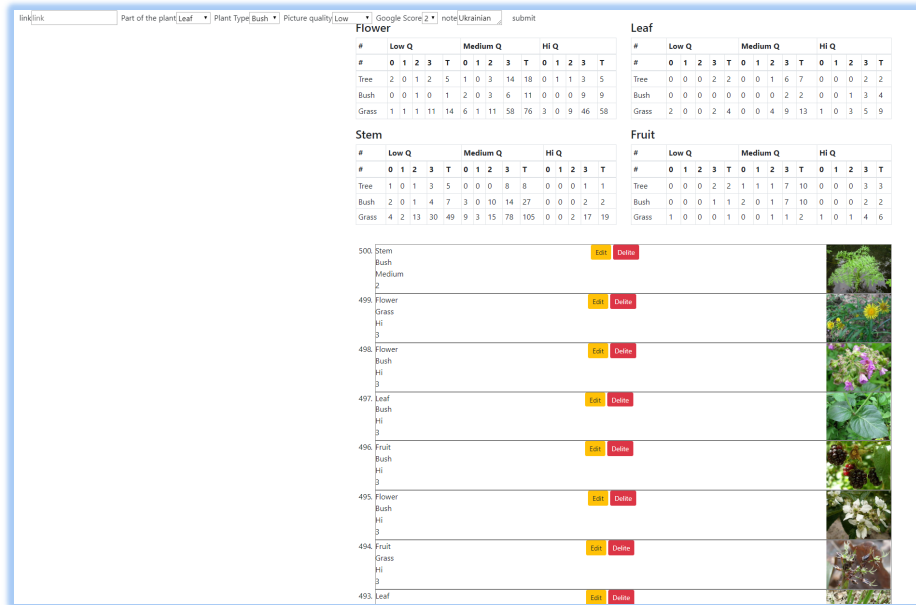 link link Part of the plant Leaf Plant Type Bush Picture quality Low Google Score 2 note Ukrainian submit
Flower
# Low Q Medium Q Hi Q
# 0 1 2 3 T 0 1 2 3 T 0 1 2 3 T
Tree 2 0 1 2 5 1 0 3 14 18 0 1 1 3 5
Bush 0 0 1 0 1 2 0 3 6 11 0 0 0 9 9
Grass 1 1 1 11 14 6 1 11 58 76 3 0 9 46 58
Leaf
# Low Q Medium Q Hi Q
# 0 1 2 3 T 0 1 2 3 T 0 1 2 3 T
Tree 0 0 0 2 2 0 0 1 6 7 0 0 0 2 2
Bush 0 0 0 0 0 0 0 0 2 2 0 0 1 3 4
Grass 2 0 0 2 4 0 0 4 9 13 1 0 3 5 9
Stem
# Low Q Medium Q Hi Q
# 0 1 2 3 T 0 1 2 3 T 0 1 2 3 T
Tree 1 0 1 3 5 0 0 0 8 8 0 0 0 1 1
Bush 2 0 1 4 7 3 0 10 14 27 0 0 0 2 2
Grass 4 2 13 30 49 9 3 15 78 105 0 0 2 17 19
Fruit
# Low Q Medium Q Hi Q
# 0 1 2 3 T 0 1 2 3 T 0 1 2 3 T
Tree 0 0 0 2 2 1 1 1 7 10 0 0 0 3 3
Bush 0 0 0 1 1 2 0 1 7 10 0 0 0 0 0
Grass 1 0 0 0 1 0 0 1 1 2 1 0 1 4 6
500. Stem Edit Delite
Bush
Medium
2
499. Flower Edit Delite
Grass
Hi
3
498. Flower Edit Delite
Bush
Hi
3
497. Leaf Edit Delite
Bush
Hi
3
496. Fruit Edit Delite
Bush
Hi
3
495. Flower Edit Delite
Bush
Hi
3
494. Fruit Edit Delite
Grass
Hi
3
493. Leaf Edit Delite